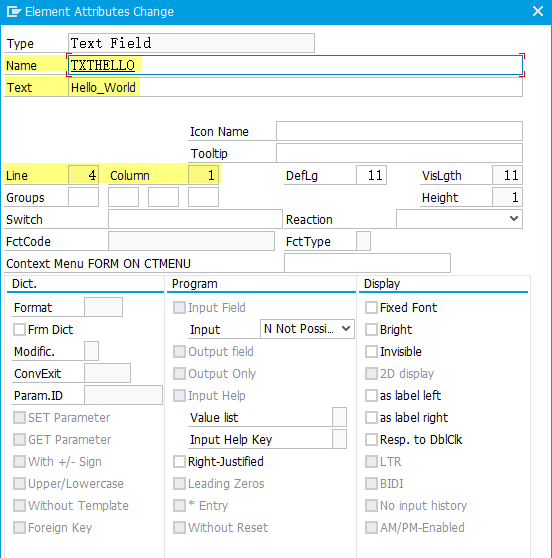 Element Attributes Change
Type Text Field
Name TXTHELLO
Text Hello_World
Icon Name
Tooltip
Line 4 Column 1 DefLg 11 VisLgth 11
Groups Height 1
Switch Reaction
FctCode FctType
Context Menu FORM ON CTMENU
Dict. Program Display
Format Input Field Fixed Font
Frm Dict Input N Not Possi... Bright
Modific. Output field Invisible
ConvExit Output Only 2D display
Param.ID Input Help as label left
SET Parameter Value list as label right
GET Parameter Input Help Key Resp. to DblClk
With +/- Sign Right-Justified LTR
Upper/Lowercase Leading Zeros BIDI
Without Template * Entry No input history
Foreign Key Without Reset AM/PM-Enabled